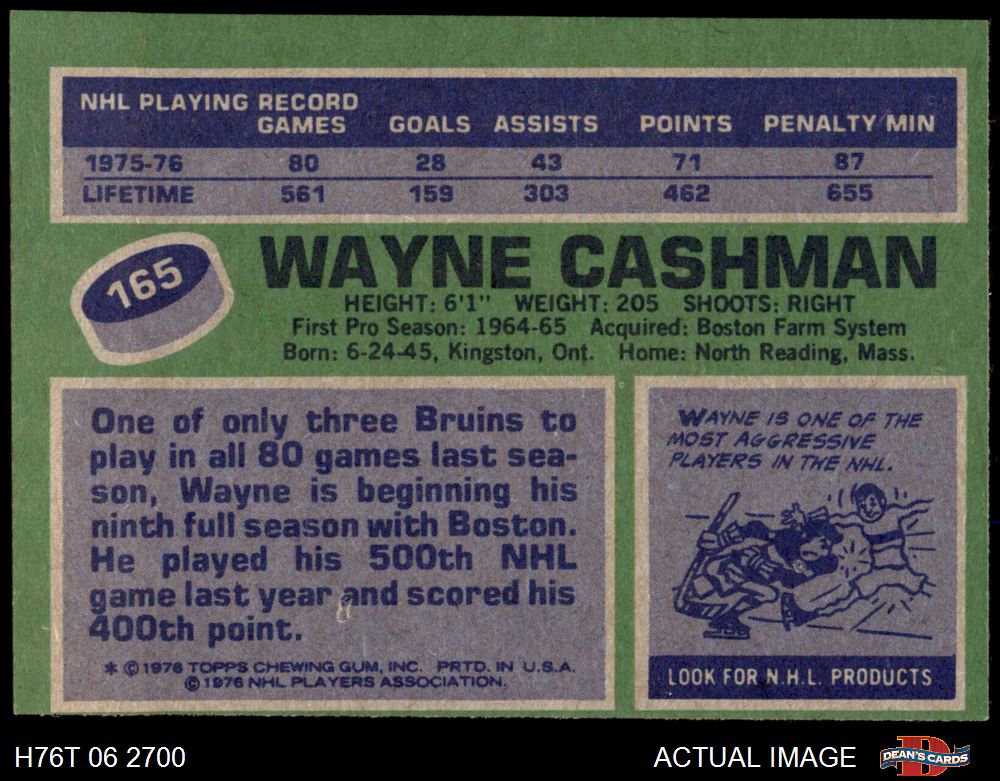 NHL PLAYING RECORD
GAMES GOALS ASSISTS POINTS PENALTY MIN
1975-76 80 28 43 71 87
LIFETIME 561 159 303 462 655
165
WAYNE CASHMAN
HEIGHT: 6'1" WEIGHT: 205 SHOOTS: RIGHT
First Pro Season: 1964-65 Acquired: Boston Farm System
Born: 6-24-45, Kingston, Ont. Home: North Reading, Mass.
One of only three Bruins to
play in all 80 games last sea-
son, Wayne is beginning his
ninth full season with Boston.
He played his 500th NHL
game last year and scored his
400th point.
* © 1976 TOPPS CHEWING GUM, INC. PRTD. IN U.S.A.
© 1976 NHL PLAYERS ASSOCIATION.
WAYNE IS ONE OF THE
MOST AGGRESSIVE
PLAYERS IN THE NHL.
LOOK FOR N.H.L. PRODUCTS
H76T 06 2700 ACTUAL IMAGE DEAN'S CARDS